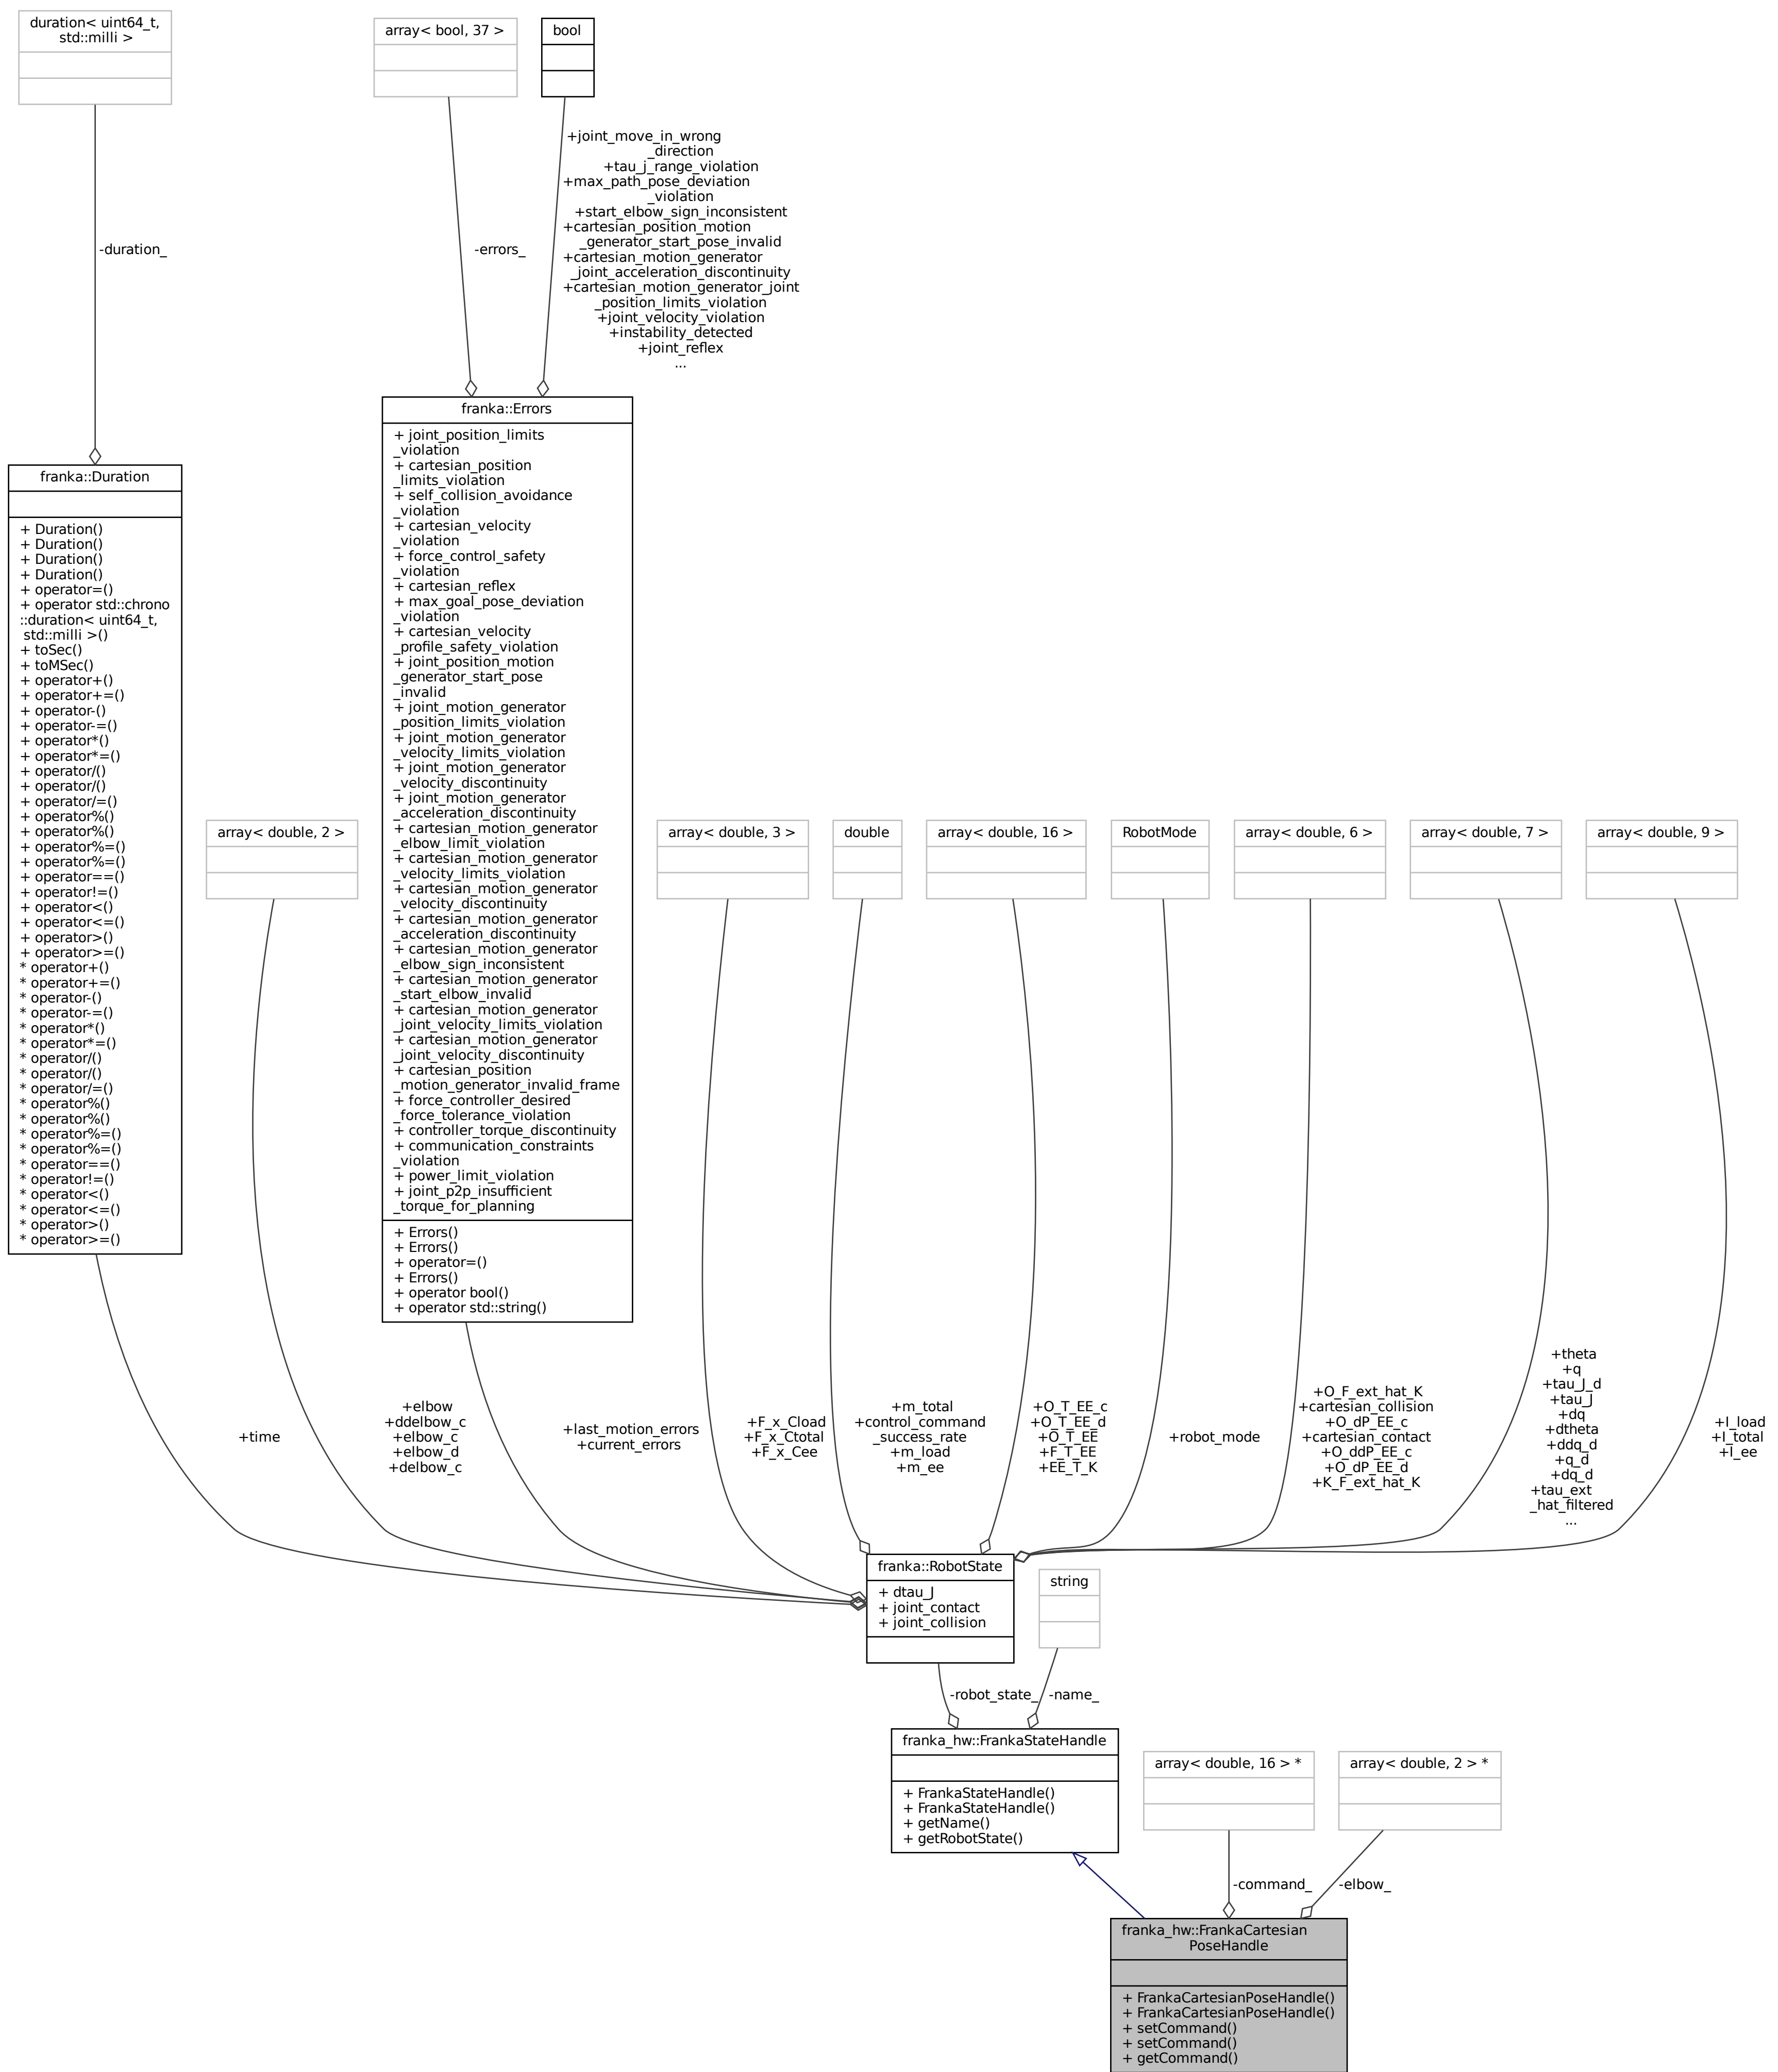 duration< uint64_t,
std::milli >
array< bool, 37 >
bool
+joint_move_in_wrong
_direction
+tau_j_range_violation
+max_path_pose_deviation
_violation
+start_elbow_sign_inconsistent
+cartesian_position_motion
_generator_start_pose_invalid
+cartesian_motion_generator
_joint_acceleration_discontinuity
+cartesian_motion_generator_joint
_position_limits_violation
+joint_velocity_violation
+instability_detected
+joint_reflex
...
-duration_
-errors_
franka::Errors
+ joint_position_limits
_violation
+ cartesian_position
_limits_violation
+ self_collision_avoidance
_violation
+ cartesian_velocity
_violation
+ force_control_safety
_violation
+ cartesian_reflex
+ max_goal_pose_deviation
_violation
+ cartesian_velocity
_profile_safety_violation
+ joint_position_motion
_generator_start_pose
_invalid
+ joint_motion_generator
_position_limits_violation
+ joint_motion_generator
_velocity_limits_violation
+ joint_motion_generator
_velocity_discontinuity
+ joint_motion_generator
_acceleration_discontinuity
+ cartesian_motion_generator
_elbow_limit_violation
+ cartesian_motion_generator
_velocity_limits_violation
+ cartesian_motion_generator
_velocity_discontinuity
+ cartesian_motion_generator
_acceleration_discontinuity
+ cartesian_motion_generator
_elbow_sign_inconsistent
+ cartesian_motion_generator
_start_elbow_invalid
+ cartesian_motion_generator
_joint_velocity_limits_violation
+ cartesian_motion_generator
_joint_velocity_discontinuity
+ cartesian_position
_motion_generator_invalid_frame
+ force_controller_desired
_force_tolerance_violation
+ controller_torque_discontinuity
+ communication_constraints
_violation
+ power_limit_violation
+ joint_p2p_insufficient
_torque_for_planning
+ Errors()
+ Errors()
+ operator=()
+ Errors()
+ operator bool()
+ operator std::string()
franka::Duration
+ Duration()
+ Duration()
+ Duration()
+ Duration()
+ operator=()
+ operator std::chrono
::duration< uint64_t,
std::milli >()
+ toSec()
+ toMSec()
+ operator+()
+ operator+=()
+ operator-()
+ operator-=()
+ operator*()
+ operator*=()
+ operator/()
+ operator/()
+ operator/=()
+ operator%()
+ operator%()
+ operator%=()
+ operator%=()
+ operator==()
+ operator!=()
+ operator<()
+ operator<=()
+ operator>()
+ operator>=()
* operator+()
* operator+=()
* operator-()
* operator-=()
* operator*()
* operator*=()
* operator/()
* operator/()
* operator/=()
* operator%()
* operator%()
* operator%=()
* operator%=()
* operator==()
* operator!=()
* operator<()
* operator<=()
* operator>()
* operator>=()
array< double, 2 >
array< double, 3 >
double
array< double, 16 >
RobotMode
array< double, 6 >
array< double, 7 >
array< double, 9 >
+time
+elbow
+ddelbow_c
+elbow_c
+elbow_d
+delbow_c
+last_motion_errors
+current_errors
+F_x_Cload
+F_x_Ctotal
+F_x_Cee
+m_total
+control_command
_success_rate
+m_load
+m_ee
+O_T_EE_c
+O_T_EE_d
+O_T_EE
+F_T_EE
+EE_T_K
+robot_mode
+O_F_ext_hat_K
+cartesian_collision
+O_dP_EE_c
+cartesian_contact
+O_ddP_EE_c
+O_dP_EE_d
+K_F_ext_hat_K
+theta
+q
+tau_J_d
+tau_J
+dq
+dtheta
+ddq_d
+q_d
+dq_d
+tau_ext
_hat_filtered
...
+I_load
+I_total
+I_ee
franka::RobotState
+ dtau_J
+ joint_contact
+ joint_collision
string
-robot_state_
-name_
franka_hw::FrankaStateHandle
+ FrankaStateHandle()
+ FrankaStateHandle()
+ getName()
+ getRobotState()
array< double, 16 > *
array< double, 2 > *
-command_
-elbow_
franka_hw::FrankaCartesian
PoseHandle
+ FrankaCartesianPoseHandle()
+ FrankaCartesianPoseHandle()
+ setCommand()
+ setCommand()
+ getCommand()